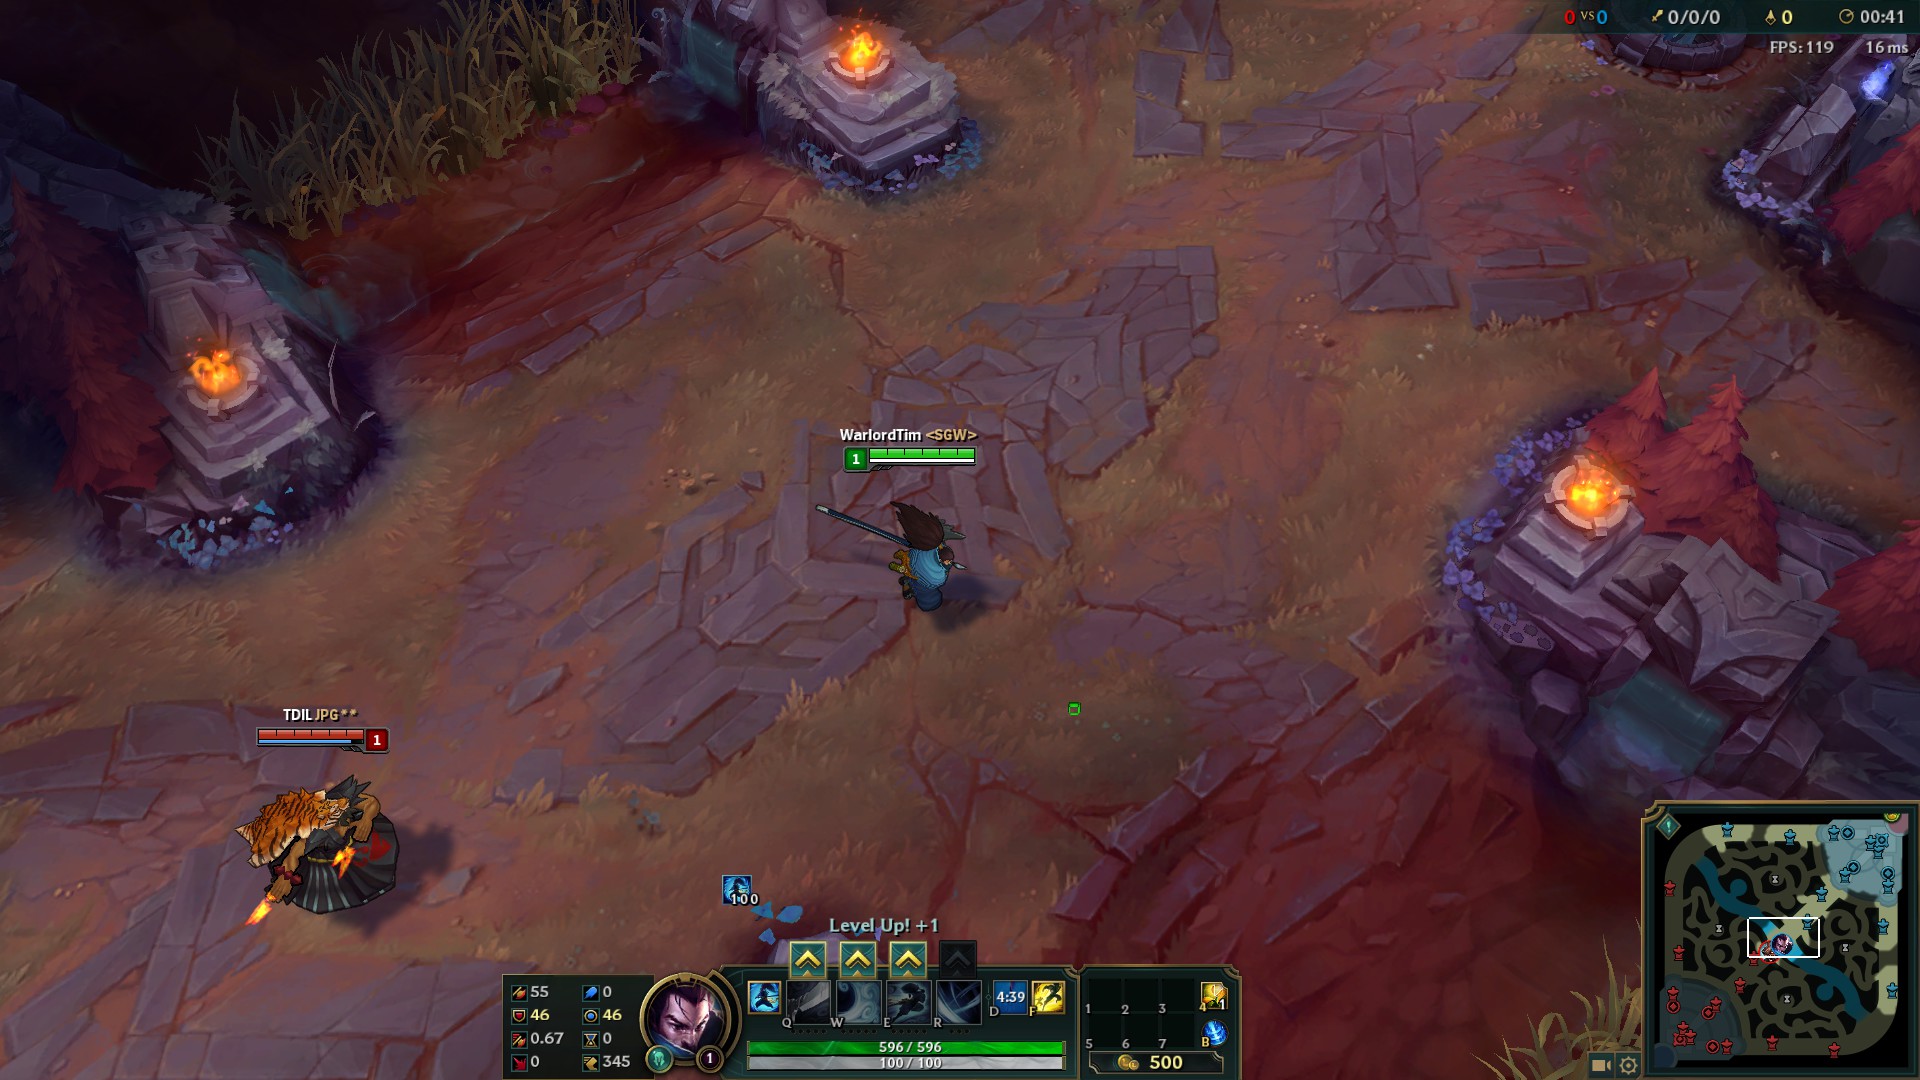 0 VS 0 0/0/0 0 00:41
FPS: 119 16 ms
WarlordTim <SGW>
1
TDIL JPG**
1
100
Level Up! +1
55 0
46 46
0.67 0
0 345
1
Q W E R
4:39
D F
596 / 596
100 / 100
1 2 3 4 1
5 6 7 B
500